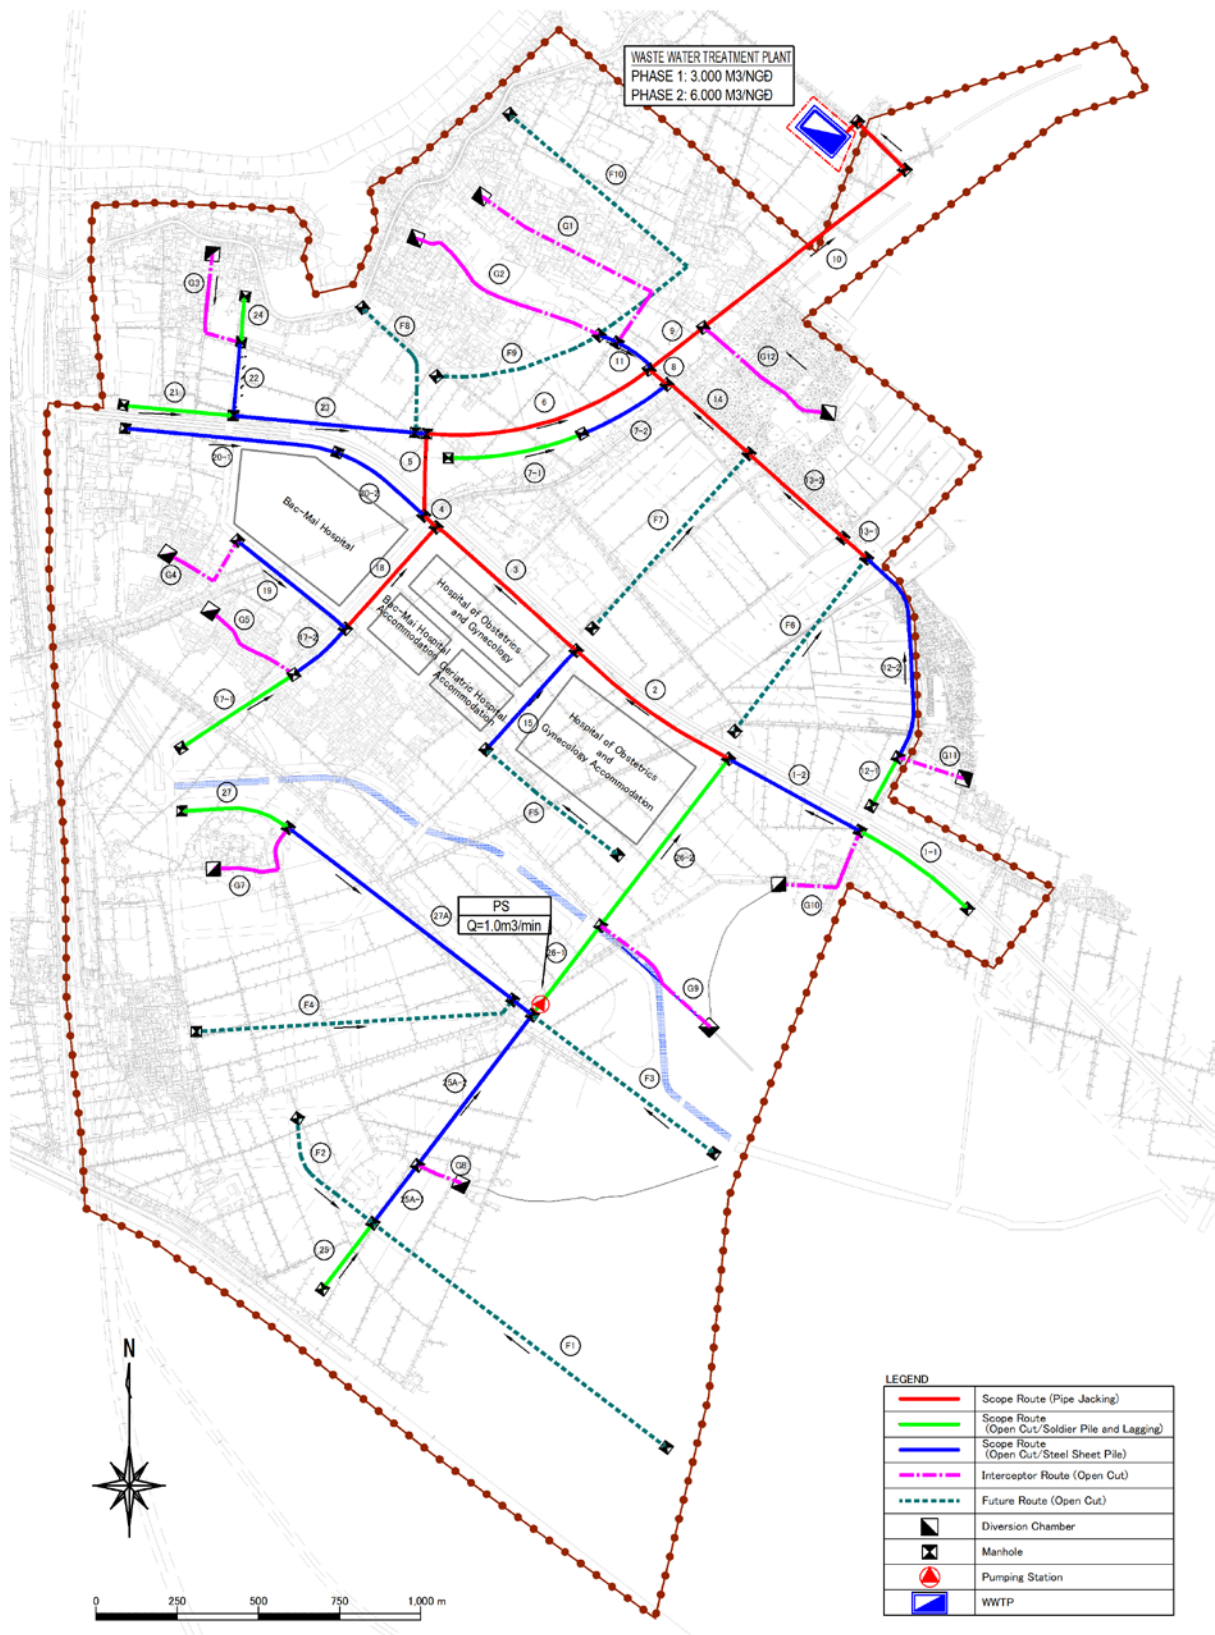 WASTE WATER TREATMENT PLANT
PHASE 1: 3.000 M3/NGĐ
PHASE 2: 6.000 M3/NGĐ
F10
G1
G2
G3
24
F8
F9
11
9
8
10
G12
21
22
23
6
7-2
14
5
7-1
20-1
20-2
4
13-2
13-1
Bac-Mai Hospital
18
3
F7
G4
19
Hospital of Obstetrics
and Gynecology
Bac-Mai Hospital
Accommodation
Geriatric Hospital
Accommodation
G5
17-2
F6
12-2
17-1
2
15
Hospital of Obstetrics
and
Gynecology Accommodation
1-2
12-1
G11
27
F5
26-2
1-1
G7
G10
PS
Q=1.0m3/min
27A
26-1
G9
F4
F3
25A-2
F2
G8
25A-
25
F1
N
0 250 500 750 1,000 m
LEGEND
Scope Route (Pipe Jacking)
Scope Route
(Open Cut/Soldier Pile and Lagging)
Scope Route
(Open Cut/Steel Sheet Pile)
Interceptor Route (Open Cut)
Future Route (Open Cut)
Diversion Chamber
Manhole
Pumping Station
WWTP